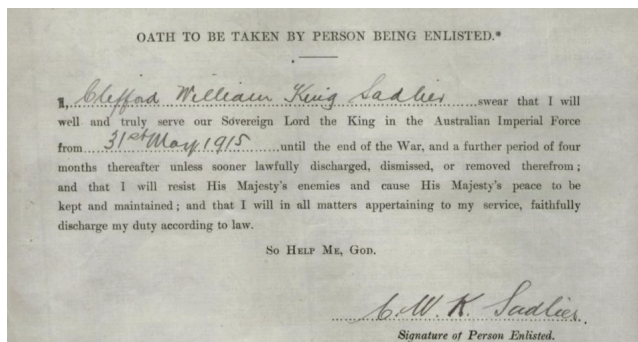 OATH TO BE TAKEN BY PERSON BEING ENLISTED.*
I, Clifford William King Sadlier swear that I will
well and truly serve our Sovereign Lord the King in the Australian Imperial Force
from 31st May 1915 until the end of the War, and a further period of four
months thereafter unless sooner lawfully discharged, dismissed, or removed therefrom;
and that I will resist His Majesty's enemies and cause His Majesty's peace to be
kept and maintained; and that I will in all matters appertaining to my service, faithfully
discharge my duty according to law.
So Help Me, God.
C. W. K. Sadlier.
Signature of Person Enlisted.